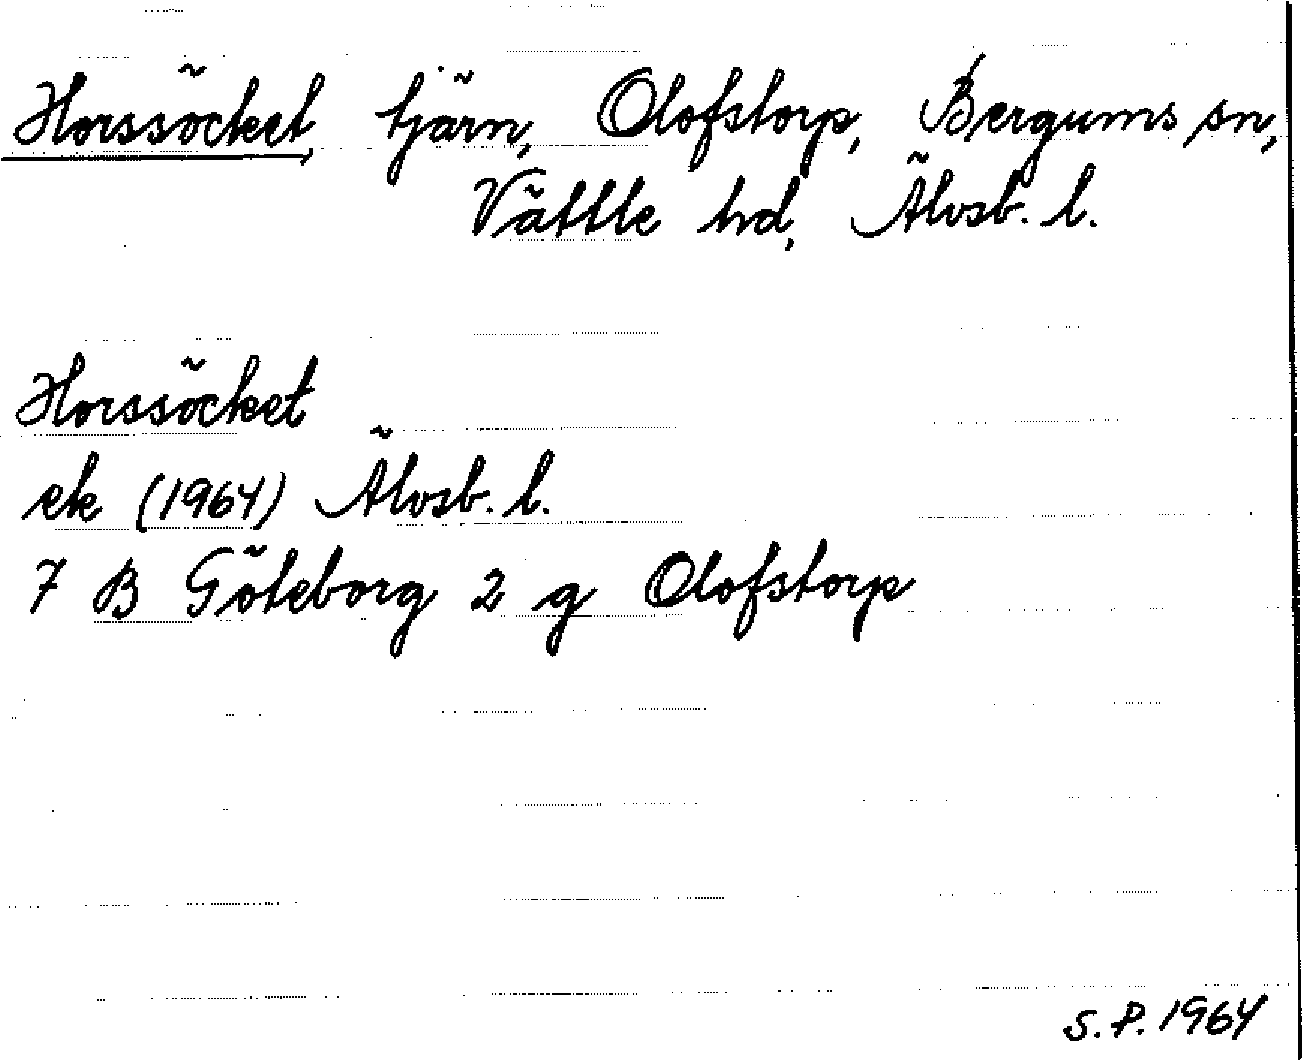 Horssöcket, tjärn, Olofstorp, Bergums sn,
Vättle hd, Älvsb. l.
Horssöcket
ek (1964) Älvsb. l.
7 B Göteborg 2 g Olofstorp
S.P. 1964